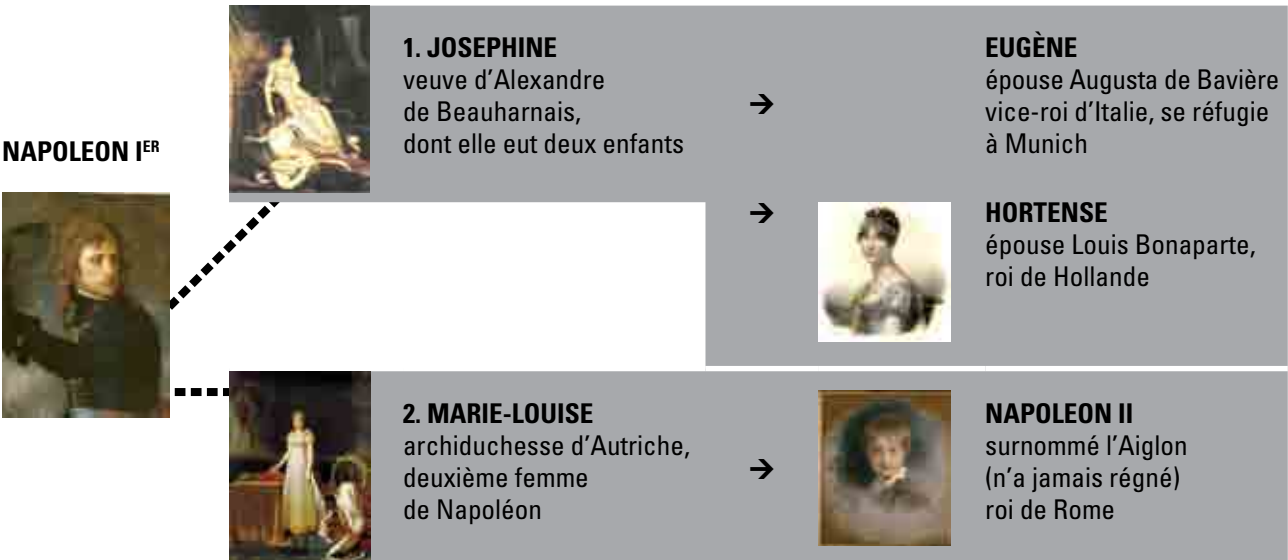 NAPOLEON IER
1. JOSEPHINE
veuve d’Alexandre
de Beauharnais,
dont elle eut deux enfants
→
EUGÈNE
épouse Augusta de Bavière
vice-roi d’Italie, se réfugie
à Munich
→
HORTENSE
épouse Louis Bonaparte,
roi de Hollande
2. MARIE-LOUISE
archiduchesse d’Autriche,
deuxième femme
de Napoléon
→
NAPOLEON II
surnommé l’Aiglon
(n’a jamais régné)
roi de Rome